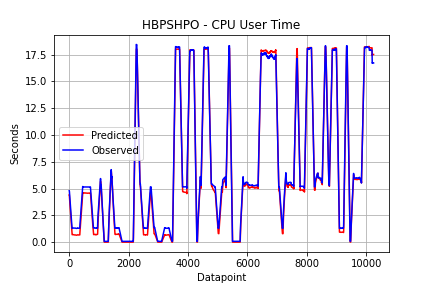 HBPSHPO - CPU User Time
Seconds
17.5
15.0
12.5
10.0
7.5
5.0
2.5
0.0
Predicted
Observed
0 2000 4000 6000 8000 10000
Datapoint